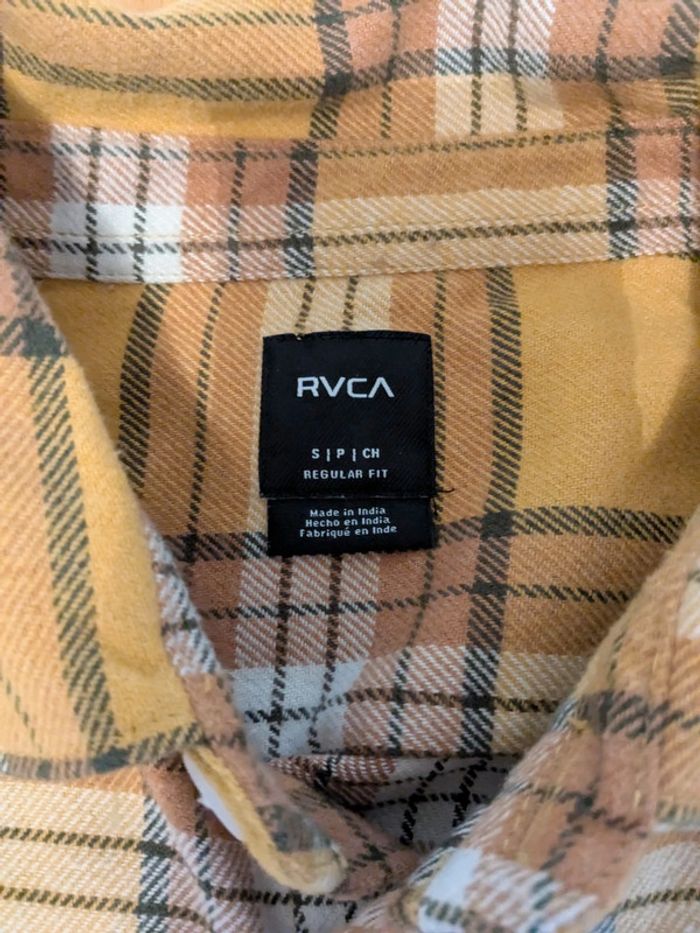 RVCA
S | P | CH
REGULAR FIT
Made in India
Hecho en India
Fabriqué en Inde